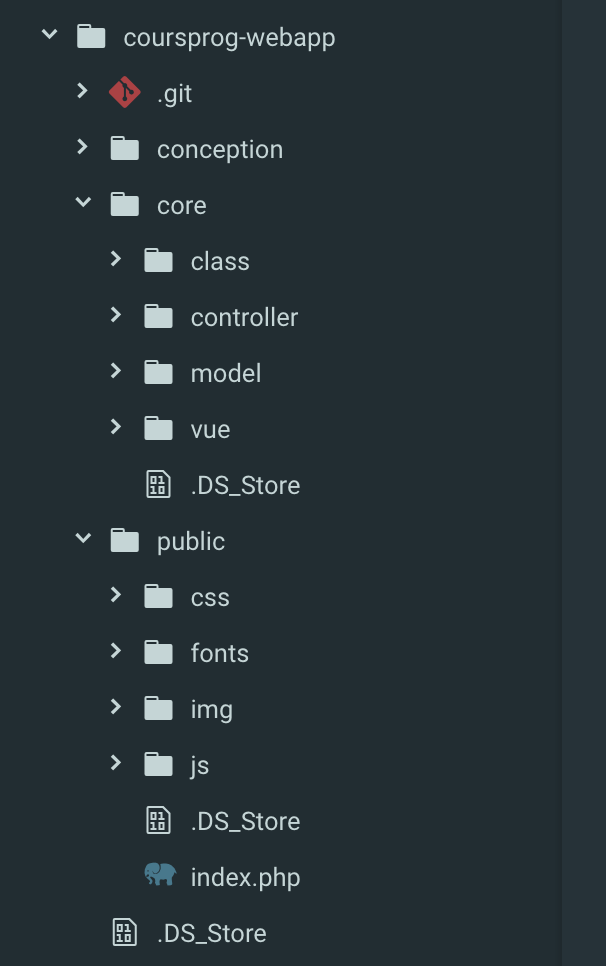 coursprog-webapp
.git
conception
core
class
controller
model
vue
.DS_Store
public
css
fonts
img
js
.DS_Store
index.php
.DS_Store